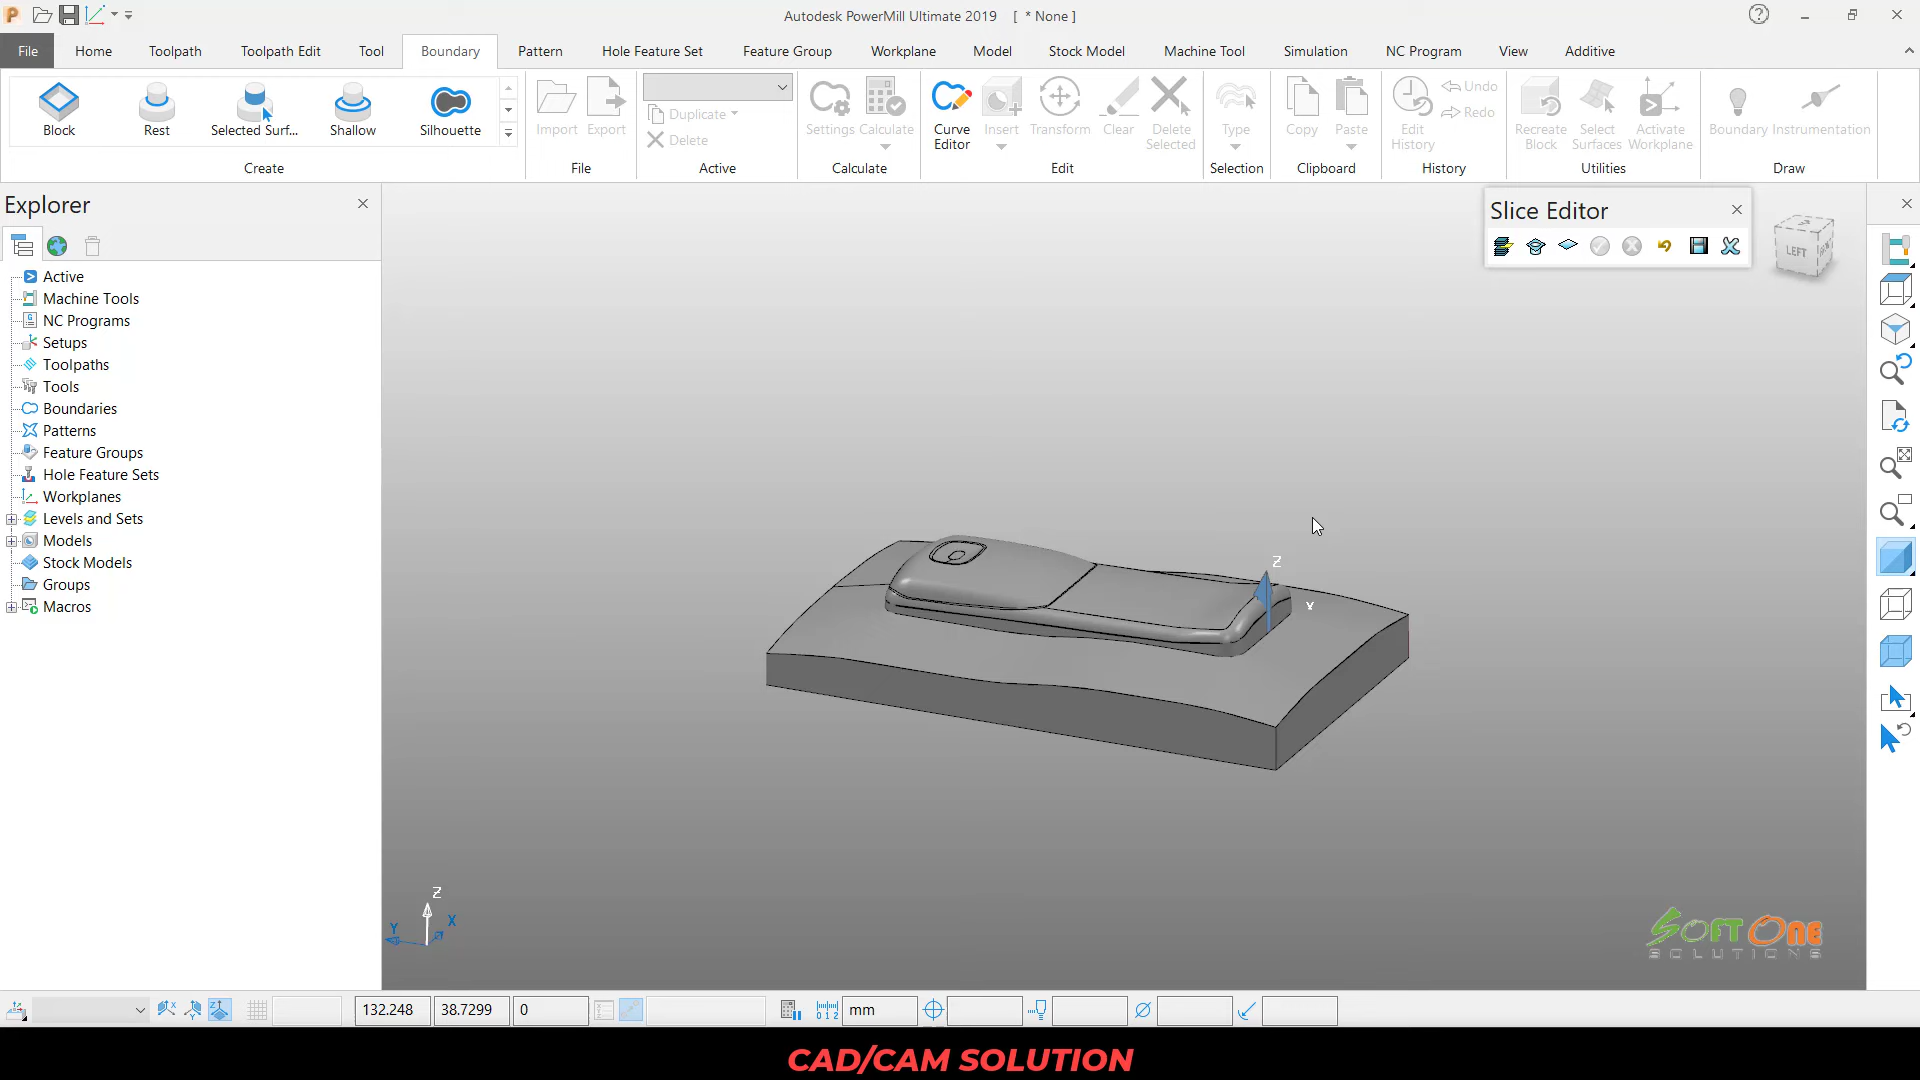 Autodesk PowerMill Ultimate 2019 [ * None ]
File Home Toolpath Toolpath Edit Tool Boundary Pattern Hole Feature Set Feature Group Workplane Model Stock Model Machine Tool Simulation NC Program View Additive
Block Rest Selected Surf... Shallow Silhouette
Create
Import Export
File
Duplicate
Delete
Active
Settings Calculate
Calculate
Curve Editor Insert Transform Clear Delete Selected
Edit
Type
Selection
Copy Paste
Clipboard
Edit History Undo
Redo
History
Recreate Block Select Surfaces Activate Workplane
Utilities
Boundary Instrumentation
Draw
Explorer
Active
Machine Tools
NC Programs
Setups
Toolpaths
Tools
Boundaries
Patterns
Feature Groups
Hole Feature Sets
Workplanes
Levels and Sets
Models
Stock Models
Groups
Macros
Slice Editor
LEFT
Z
Y
Z
Y X
SOFTONE
SOLUTIONS
132.248 38.7299 0 mm
CAD/CAM SOLUTION